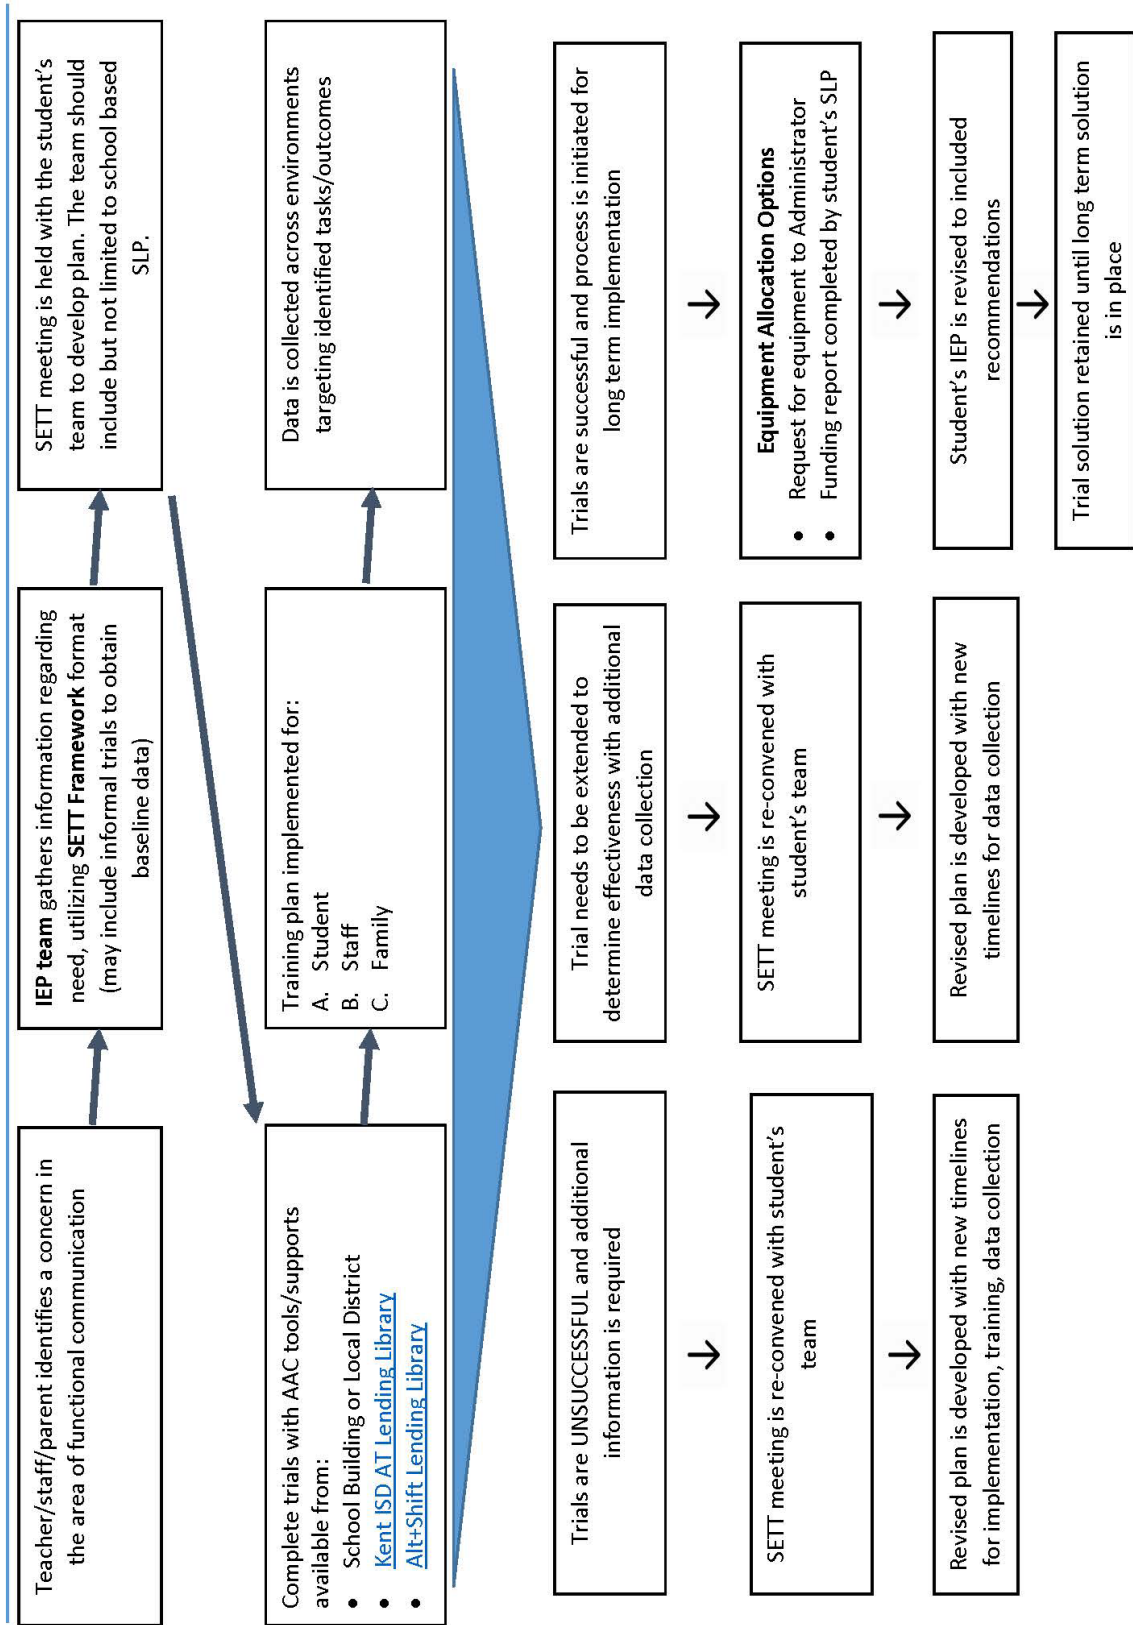 Teacher/staff/parent identifies a concern in
the area of functional communication
IEP team gathers information regarding
need, utilizing SETT Framework format
(may include informal trials to obtain
baseline data)
SETT meeting is held with the student's
team to develop plan. The team should
include but not limited to school based
SLP.
Complete trials with AAC tools/supports
available from:
• School Building or Local District
• Kent ISD AT Lending Library
• Alt+Shift Lending Library
Training plan implemented for:
A. Student
B. Staff
C. Family
Data is collected across environments
targeting identified tasks/outcomes
Trials are UNSUCCESSFUL and additional
information is required
SETT meeting is re-convened with student's
team
Revised plan is developed with new timelines
for implementation, training, data collection
Trial needs to be extended to
determine effectiveness with additional
data collection
SETT meeting is re-convened with
student's team
Revised plan is developed with new
timelines for data collection
Trials are successful and process is initiated for
long term implementation
Equipment Allocation Options
• Request for equipment to Administrator
• Funding report completed by student's SLP
Student's IEP is revised to included
recommendations
Trial solution retained until long term solution
is in place